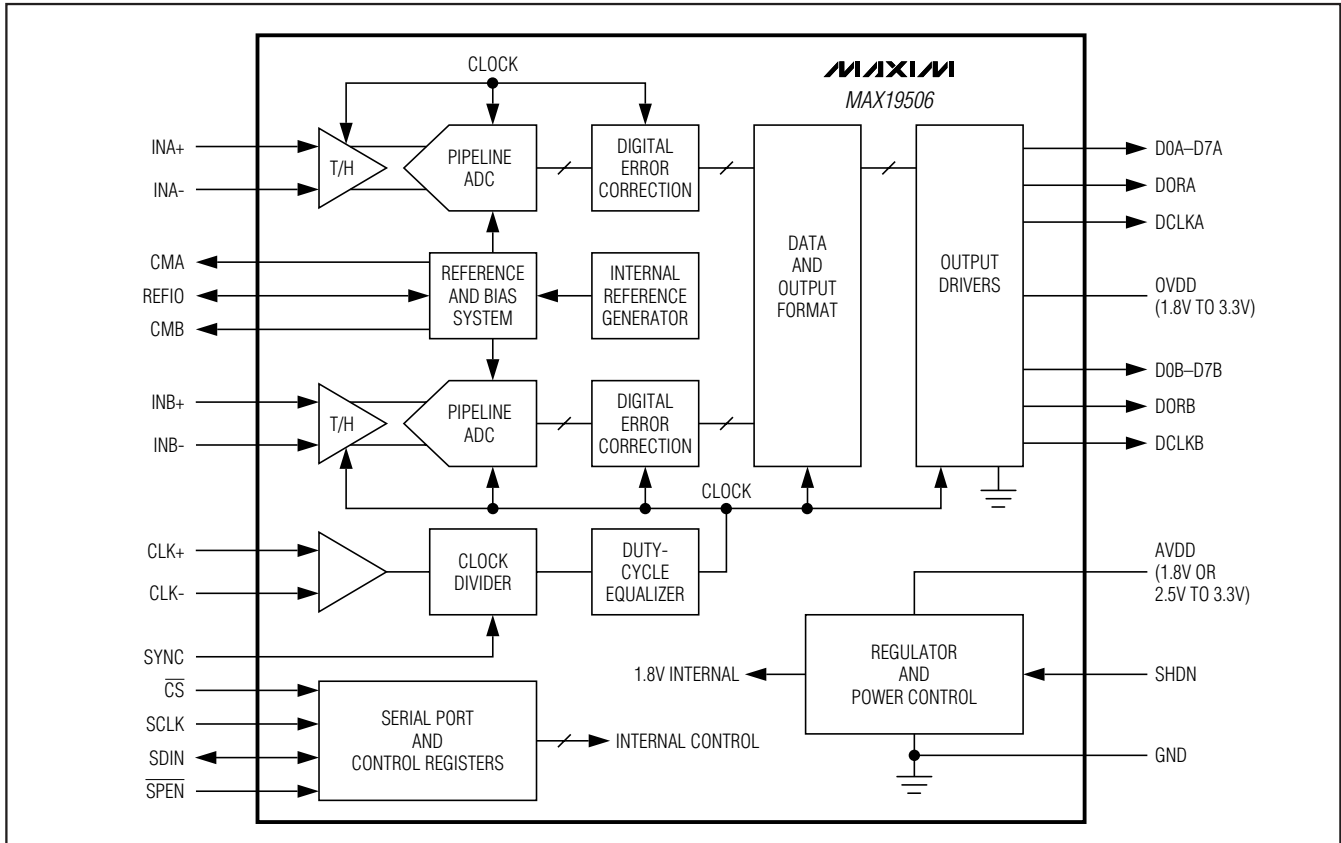 CLOCK
MAXIM
MAX19506
INA+
INA-
T/H
PIPELINE
ADC
DIGITAL
ERROR
CORRECTION
D0A–D7A
DORA
DCLKA
CMA
REFIO
CMB
REFERENCE
AND BIAS
SYSTEM
INTERNAL
REFERENCE
GENERATOR
DATA
AND
OUTPUT
FORMAT
OUTPUT
DRIVERS
OVDD
(1.8V TO 3.3V)
INB+
INB-
T/H
PIPELINE
ADC
DIGITAL
ERROR
CORRECTION
D0B–D7B
DORB
DCLKB
CLOCK
CLK+
CLK-
CLOCK
DIVIDER
DUTY-
CYCLE
EQUALIZER
AVDD
(1.8V OR
2.5V TO 3.3V)
SYNC
CS
SCLK
SDIN
SPEN
SERIAL PORT
AND
CONTROL REGISTERS
INTERNAL CONTROL
1.8V INTERNAL
REGULATOR
AND
POWER CONTROL
SHDN
GND